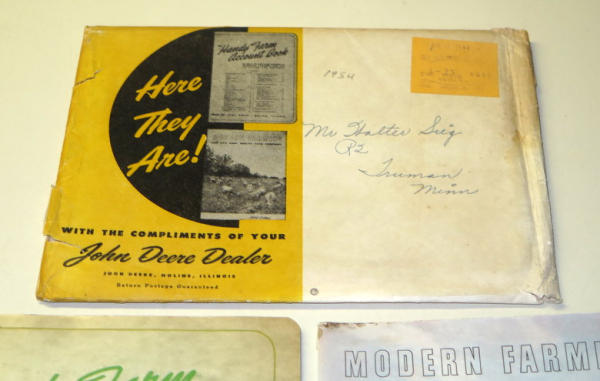 Here
They
Are!
Handy Farm
Account Book
WITH THE COMPLIMENTS OF YOUR
John Deere Dealer
JOHN DEERE, MOLINE, ILLINOIS
Return Postage Guaranteed
1954
Mr Walter Sieg
R2
Truman
Minn
Farm
MODERN FARM